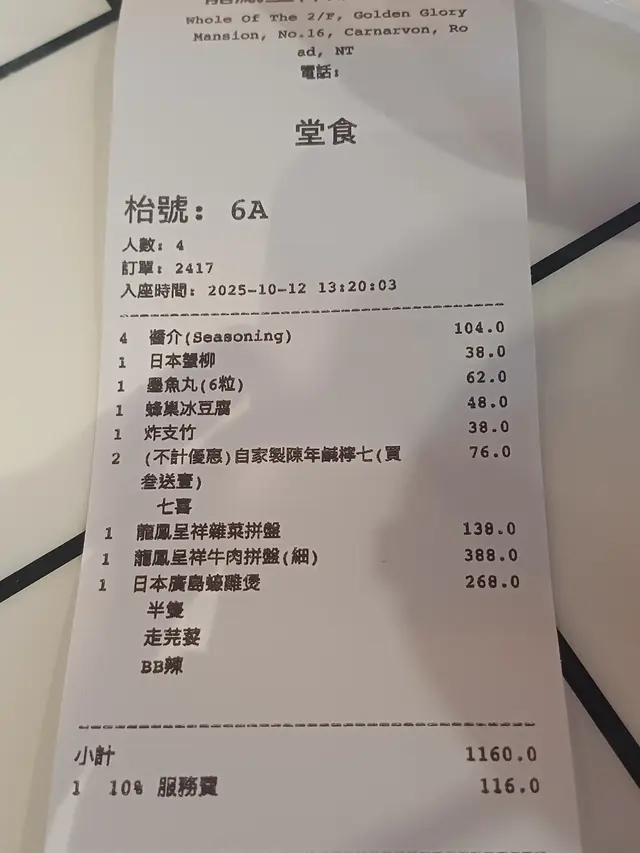 Whole Of The 2/F, Golden Glory
Mansion, No.16, Carnarvon, Ro
ad, NT
電話:
堂食
枱號: 6A
人數: 4
訂單: 2417
入座時間: 2025-10-12 13:20:03
4 醬介(Seasoning) 104.0
1 日本蟹柳 38.0
1 墨魚丸(6粒) 62.0
1 蜂巢冰豆腐 48.0
1 炸支竹 38.0
2 (不計優惠)自家製陳年鹹檸七(買 76.0
叁送壹)
七喜
1 龍鳳呈祥雜菜拼盤 138.0
1 龍鳳呈祥牛肉拼盤(細) 388.0
1 日本廣島蠔雞煲 268.0
半隻
走芫荽
BB辣
小計 1160.0
1 10% 服務費 116.0